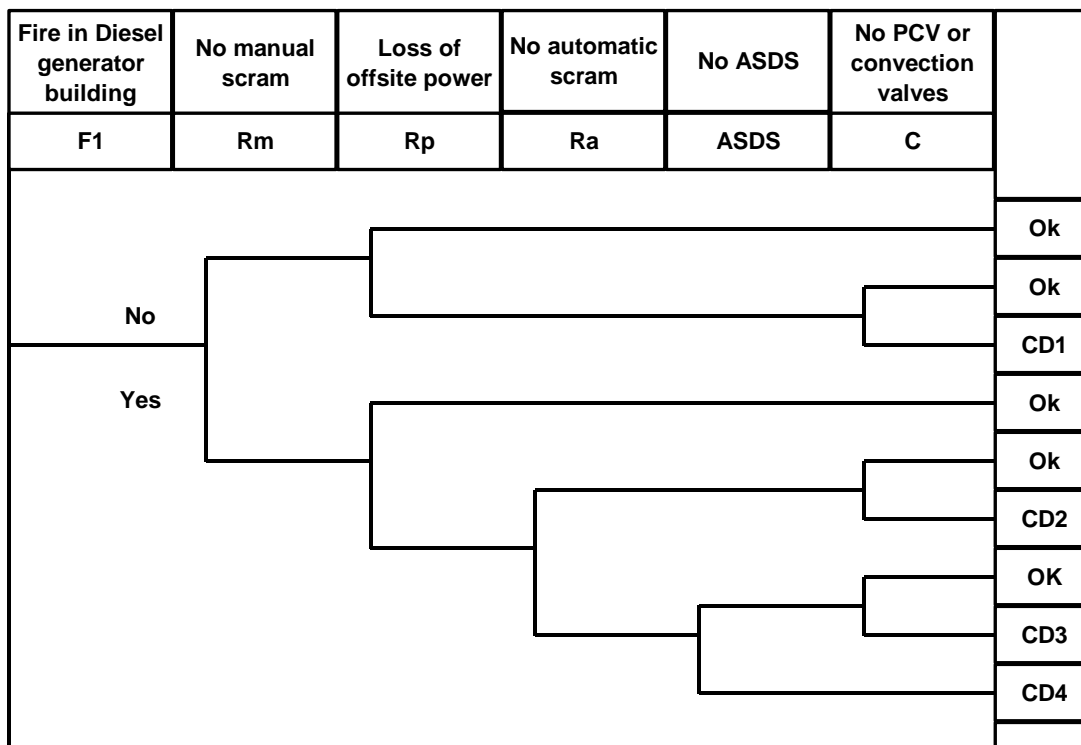 Fire in Diesel
generator
building
No manual
scram
Loss of
offsite power
No automatic
scram
No ASDS
No PCV or
convection
valves
F1
Rm
Rp
Ra
ASDS
C
No
Yes
Ok
Ok
CD1
Ok
Ok
CD2
OK
CD3
CD4